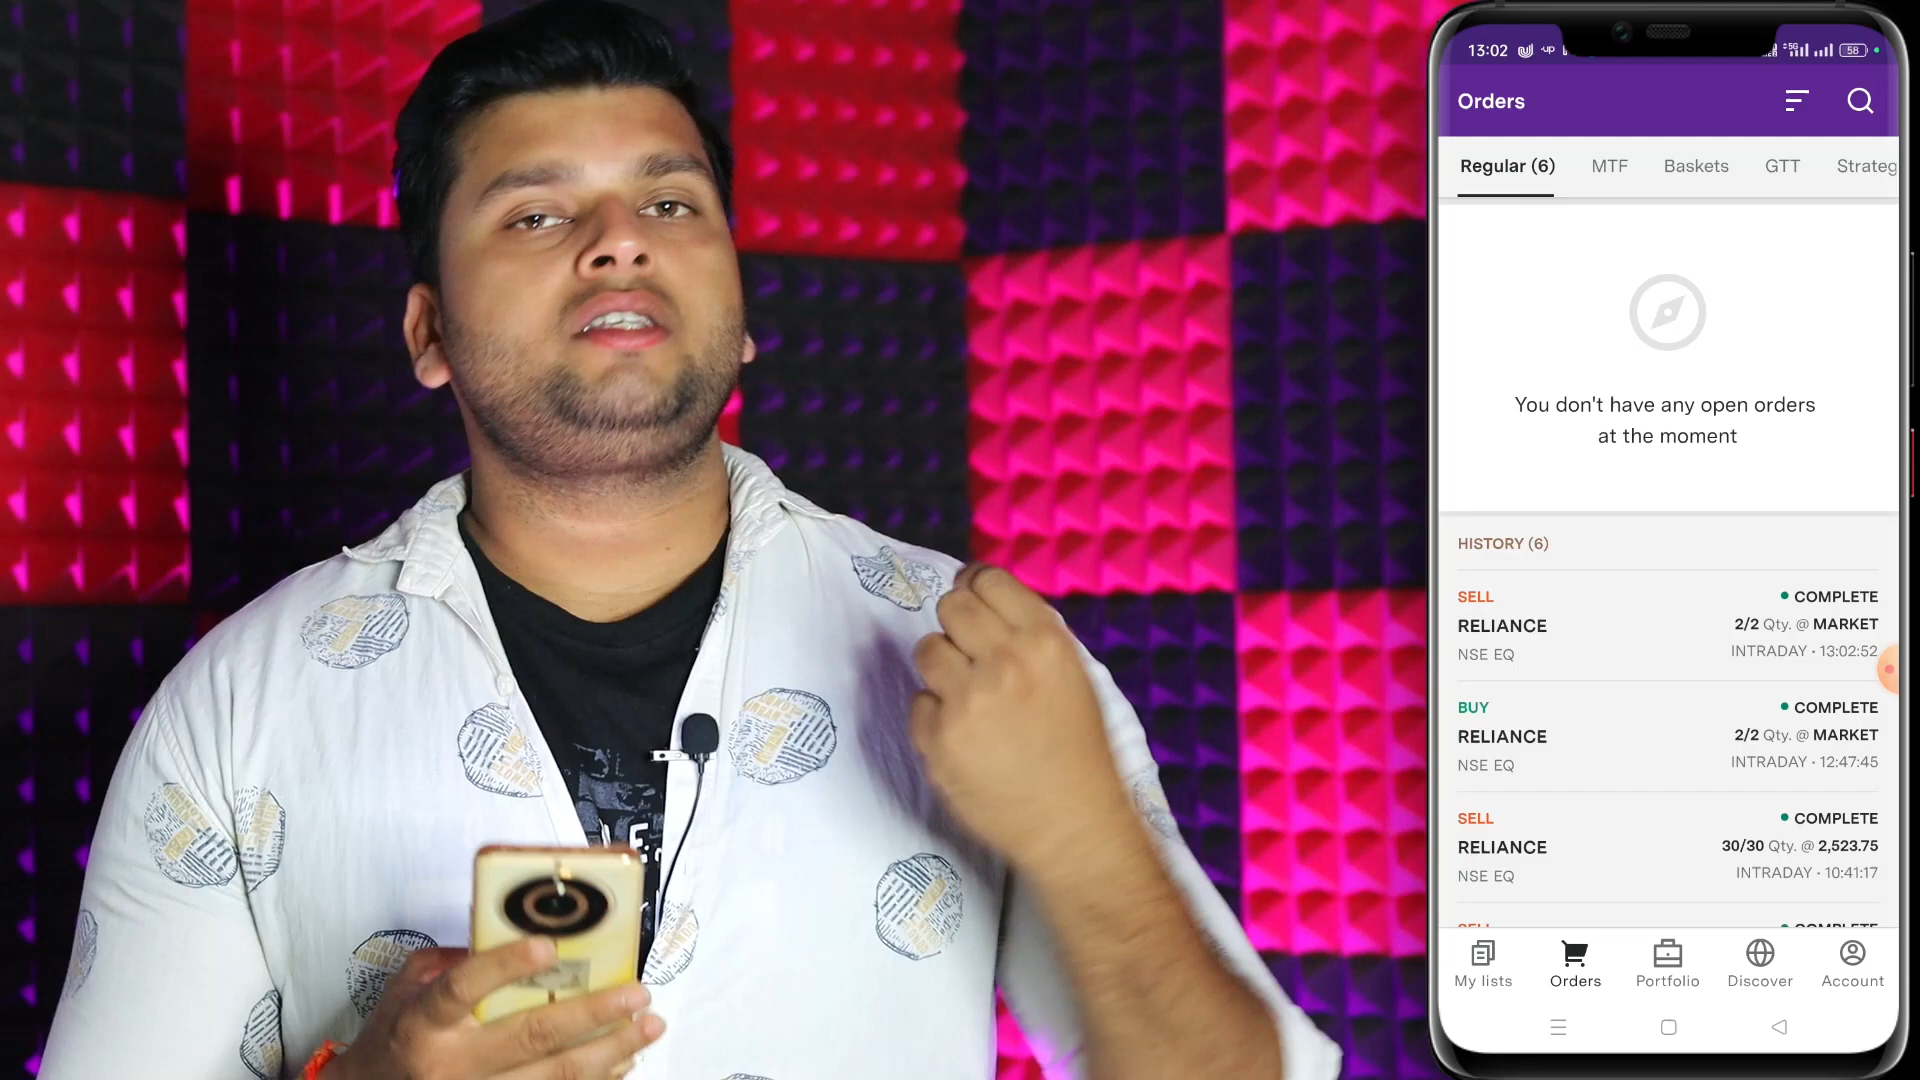 13:02
58
Orders
Regular (6) MTF Baskets GTT Strateg
You don't have any open orders
at the moment
HISTORY (6)
SELL COMPLETE
RELIANCE 2/2 Qty. @ MARKET
NSE EQ INTRADAY • 13:02:52
BUY COMPLETE
RELIANCE 2/2 Qty. @ MARKET
NSE EQ INTRADAY • 12:47:45
SELL COMPLETE
RELIANCE 30/30 Qty. @ 2,523.75
NSE EQ INTRADAY • 10:41:17
My lists Orders Portfolio Discover Account